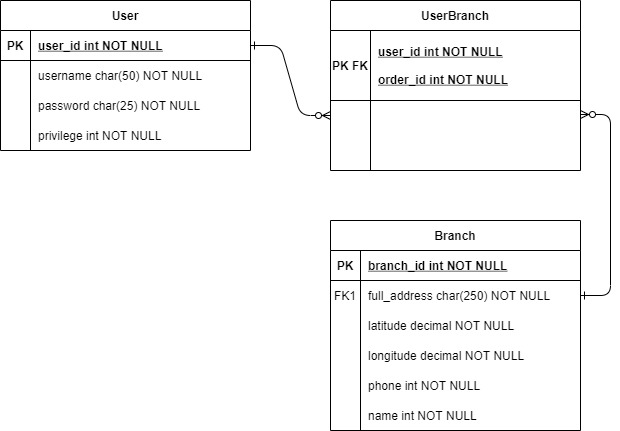 User
PK user_id int NOT NULL
username char(50) NOT NULL
password char(25) NOT NULL
privilege int NOT NULL
UserBranch
PK FK
user_id int NOT NULL
order_id int NOT NULL
Branch
PK branch_id int NOT NULL
FK1 full_address char(250) NOT NULL
latitude decimal NOT NULL
longitude decimal NOT NULL
phone int NOT NULL
name int NOT NULL